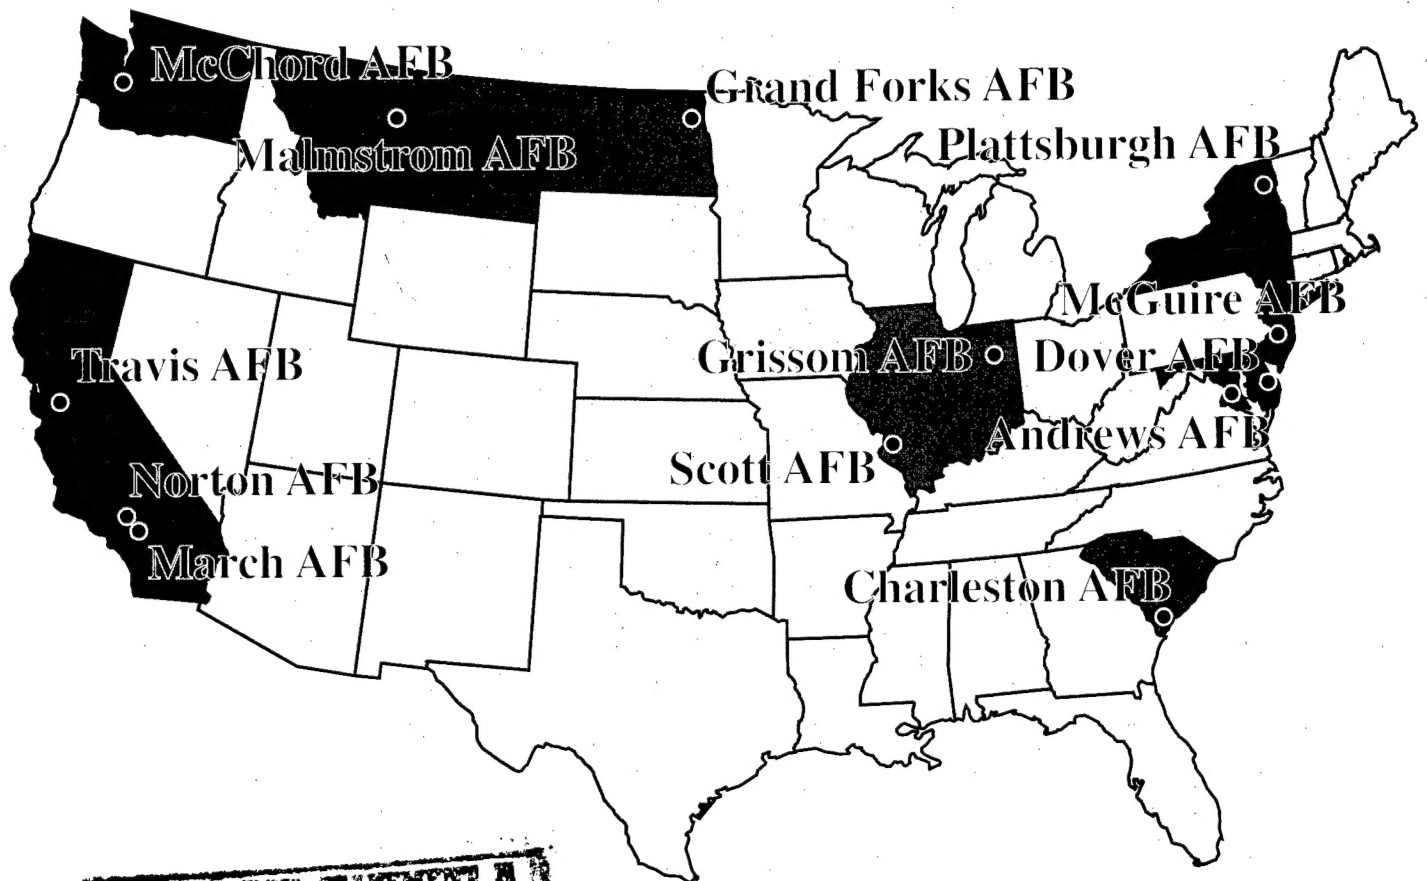 McChord AFB
Grand Forks AFB
Malmstrom AFB
Plattsburgh AFB
McGuire AFB
Travis AFB
Grissom AFB
Dover AFB
Andrews AFB
Scott AFB
Norton AFB
March AFB
Charleston AFB